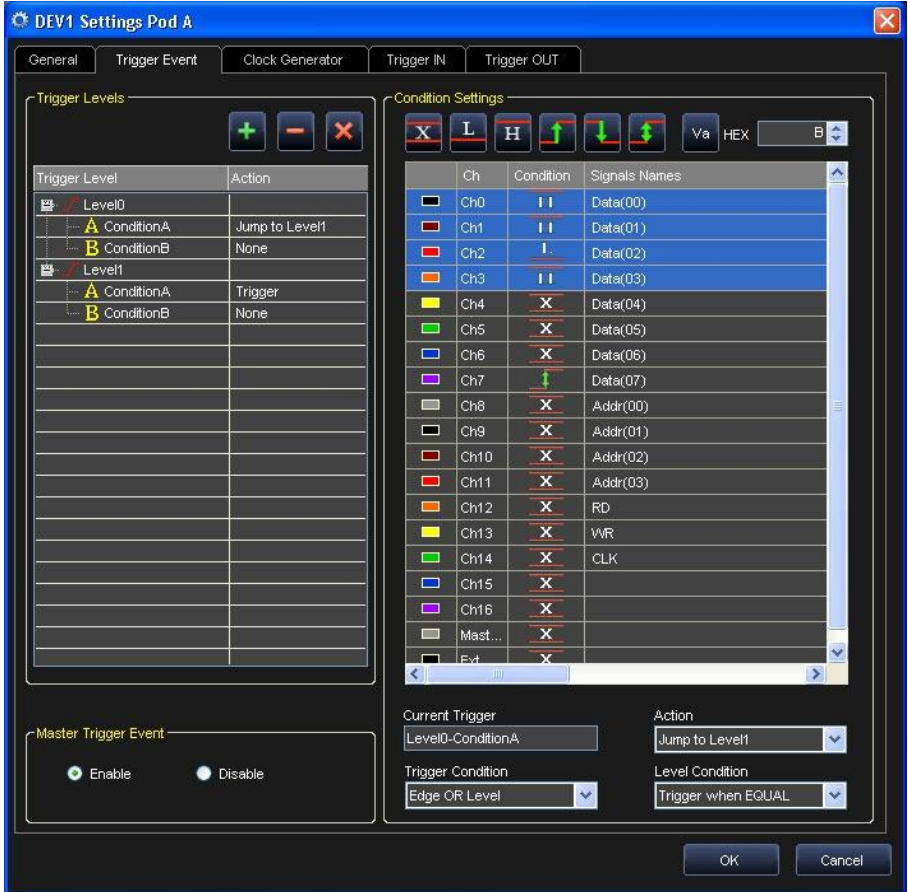 DEV1 Settings Pod A
General Trigger Event Clock Generator Trigger IN Trigger OUT
Trigger Levels
Trigger Level Action
Level0
A ConditionA Jump to Level1
B ConditionB None
Level1
A ConditionA Trigger
B ConditionB None
Master Trigger Event
Enable Disable
Condition Settings
X L H Va HEX B
Ch Condition Signals Names
Ch0 Data(00)
Ch1 Data(01)
Ch2 Data(02)
Ch3 Data(03)
Ch4 X Data(04)
Ch5 X Data(05)
Ch6 X Data(06)
Ch7 Data(07)
Ch8 X Addr(00)
Ch9 X Addr(01)
Ch10 X Addr(02)
Ch11 X Addr(03)
Ch12 X RD
Ch13 X WR
Ch14 X CLK
Ch15 X
Ch16 X
Mast... X
Ext X
Current Trigger Action
Level0-ConditionA Jump to Level1
Trigger Condition Level Condition
Edge OR Level Trigger when EQUAL
OK Cancel